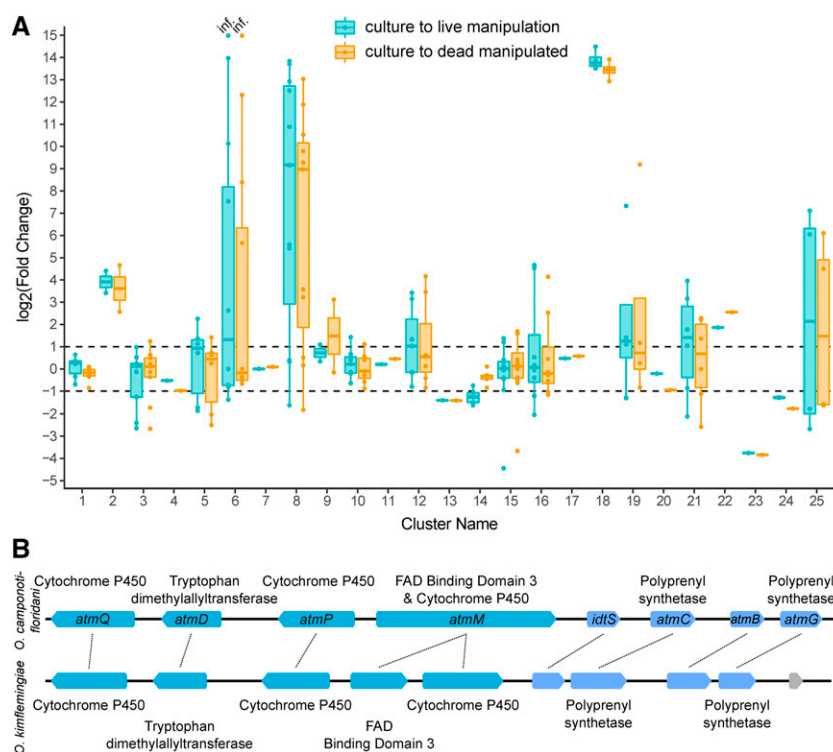 A
inf.
inf.
culture to live manipulation
culture to dead manipulated
15
14
13
12
11
10
9
8
7
6
5
4
3
2
1
0
−1
−2
−3
−4
−5
log2(Fold Change)
1 2 3 4 5 6 7 8 9 10 11 12 13 14 15 16 17 18 19 20 21 22 23 24 25
Cluster Name
B
O. camponoti-
floridani
Cytochrome P450
Tryptophan
dimethylallyltransferase
Cytochrome P450
FAD Binding Domain 3
& Cytochrome P450
Polyprenyl
synthetase
Polyprenyl
synthetase
atmQ atmD atmP atmM idtS atmC atmB atmG
O. kimflemingiae
Cytochrome P450
Tryptophan
dimethylallyltransferase
Cytochrome P450
FAD
Binding Domain 3
Cytochrome P450
Polyprenyl
synthetase
Polyprenyl
synthetase